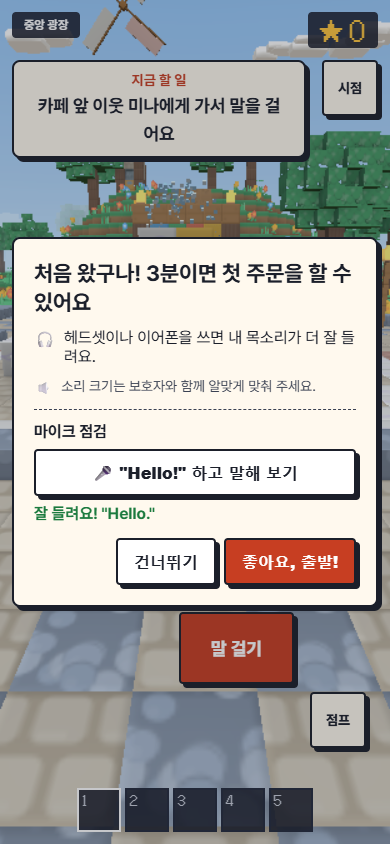 중앙 광장
★ 0
지금 할 일
시점
카페 앞 이웃 미나에게 가서 말을 걸
어요
처음 왔구나! 3분이면 첫 주문을 할 수
있어요
헤드셋이나 이어폰을 쓰면 내 목소리가 더 잘 들
려요.
소리 크기는 보호자와 함께 알맞게 맞춰 주세요.
마이크 점검
"Hello!" 하고 말해 보기
잘 들려요! "Hello."
건너뛰기
좋아요, 출발!
말 걸기
점프
1 2 3 4 5